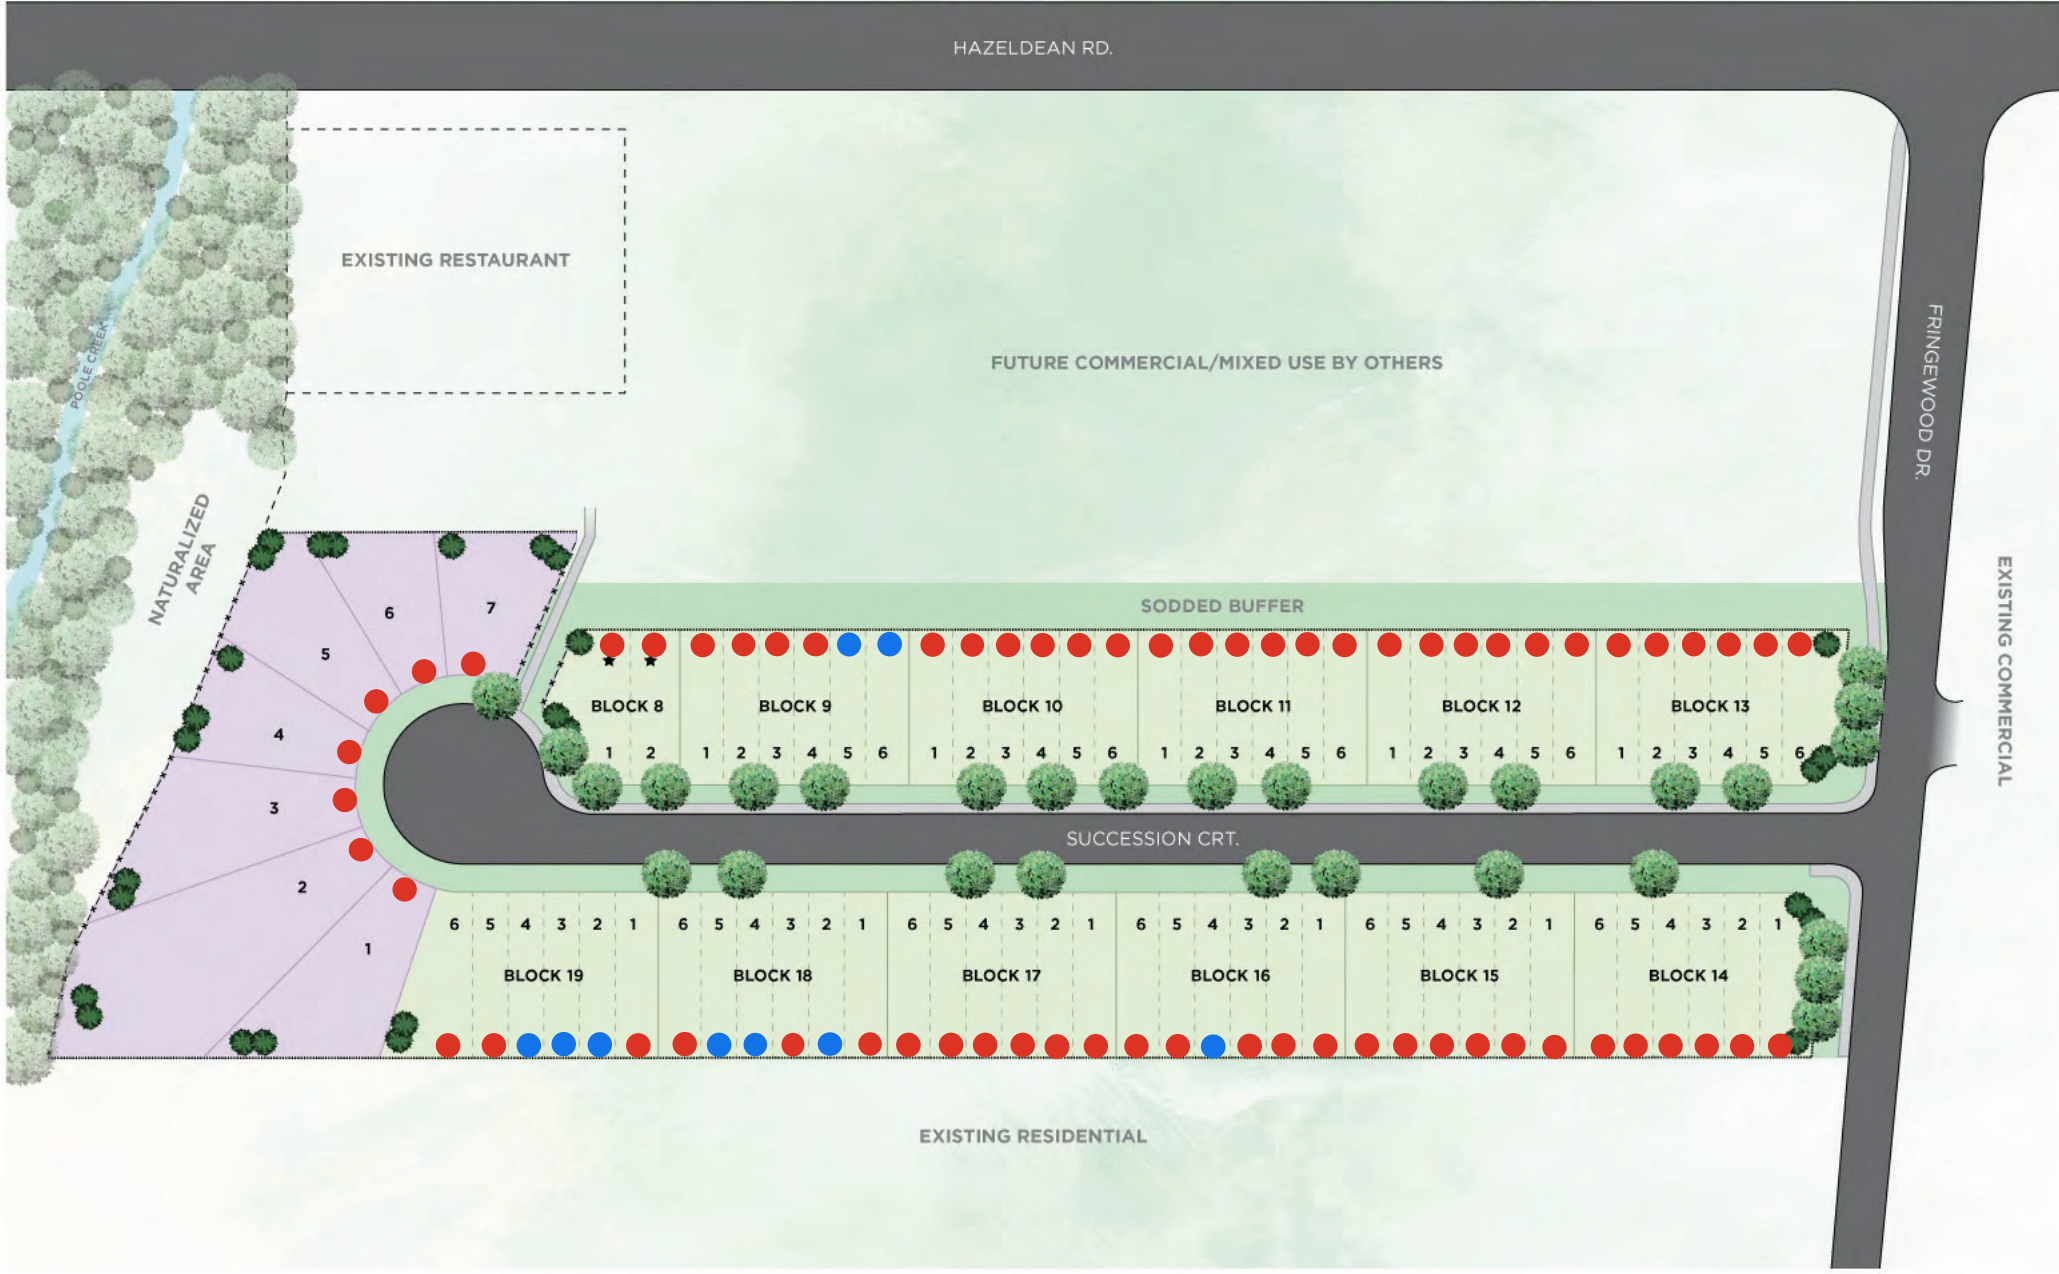 HAZELDEAN RD.
EXISTING RESTAURANT
POOLE CREEK
FUTURE COMMERCIAL/MIXED USE BY OTHERS
FRINGEWOOD DR.
NATURALIZED
AREA
EXISTING COMMERCIAL
SODDED BUFFER
7
6
5
4
3
2
1
BLOCK 8
BLOCK 9
BLOCK 10
BLOCK 11
BLOCK 12
BLOCK 13
1 2
1 2 3 4 5 6
1 2 3 4 5 6
1 2 3 4 5 6
1 2 3 4 5 6
1 2 3 4 5 6
SUCCESSION CRT.
6 5 4 3 2 1
6 5 4 3 2 1
6 5 4 3 2 1
6 5 4 3 2 1
6 5 4 3 2 1
6 5 4 3 2 1
BLOCK 19
BLOCK 18
BLOCK 17
BLOCK 16
BLOCK 15
BLOCK 14
EXISTING RESIDENTIAL